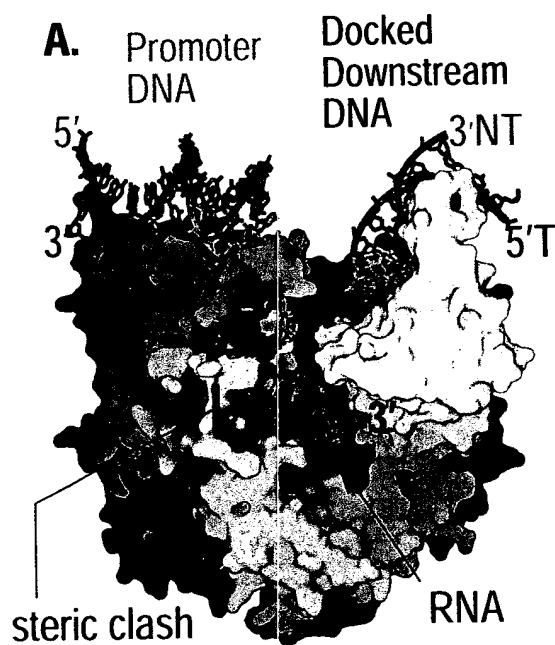 A.
Promoter
DNA
Docked
Downstream
DNA
5'
3'
3'NT
5'T
3'
steric clash
RNA